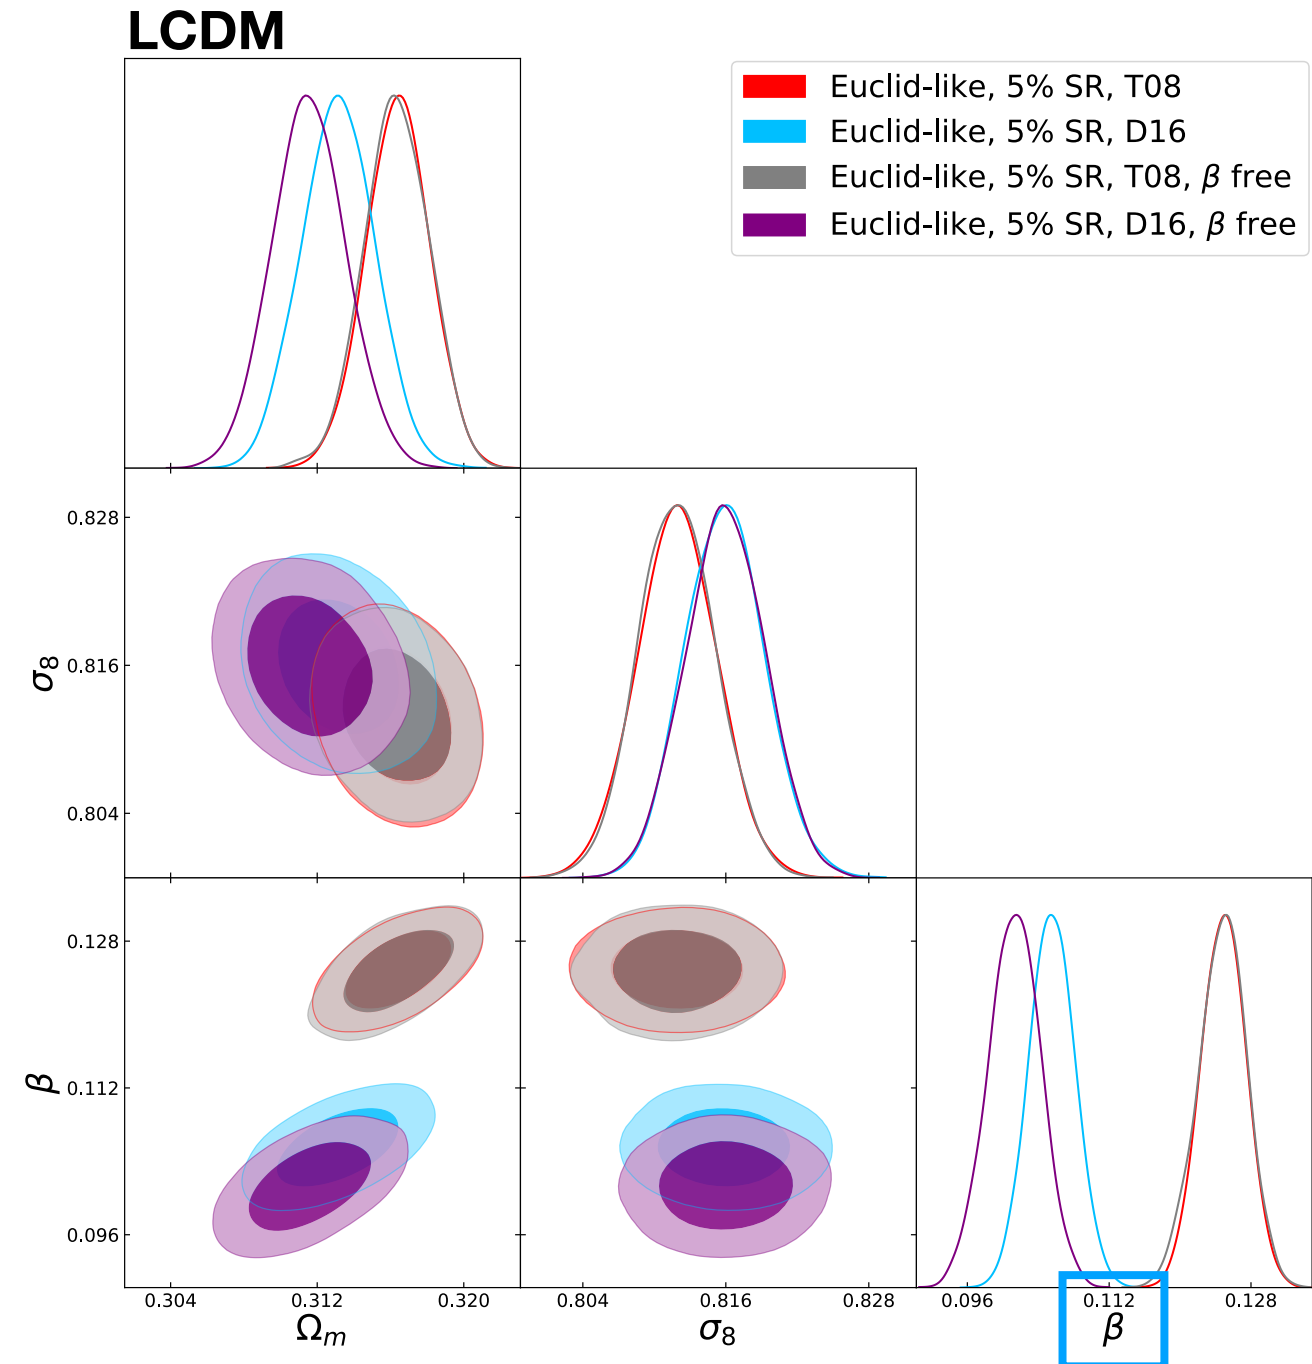 LCDM
Euclid-like, 5% SR, T08
Euclid-like, 5% SR, D16
Euclid-like, 5% SR, T08, β free
Euclid-like, 5% SR, D16, β free
0.828
0.816
0.804
σ₈
0.128
0.112
0.096
β
0.304 0.312 0.320
0.804 0.816 0.828
0.096 0.112 0.128
Ωₘ
σ₈
β